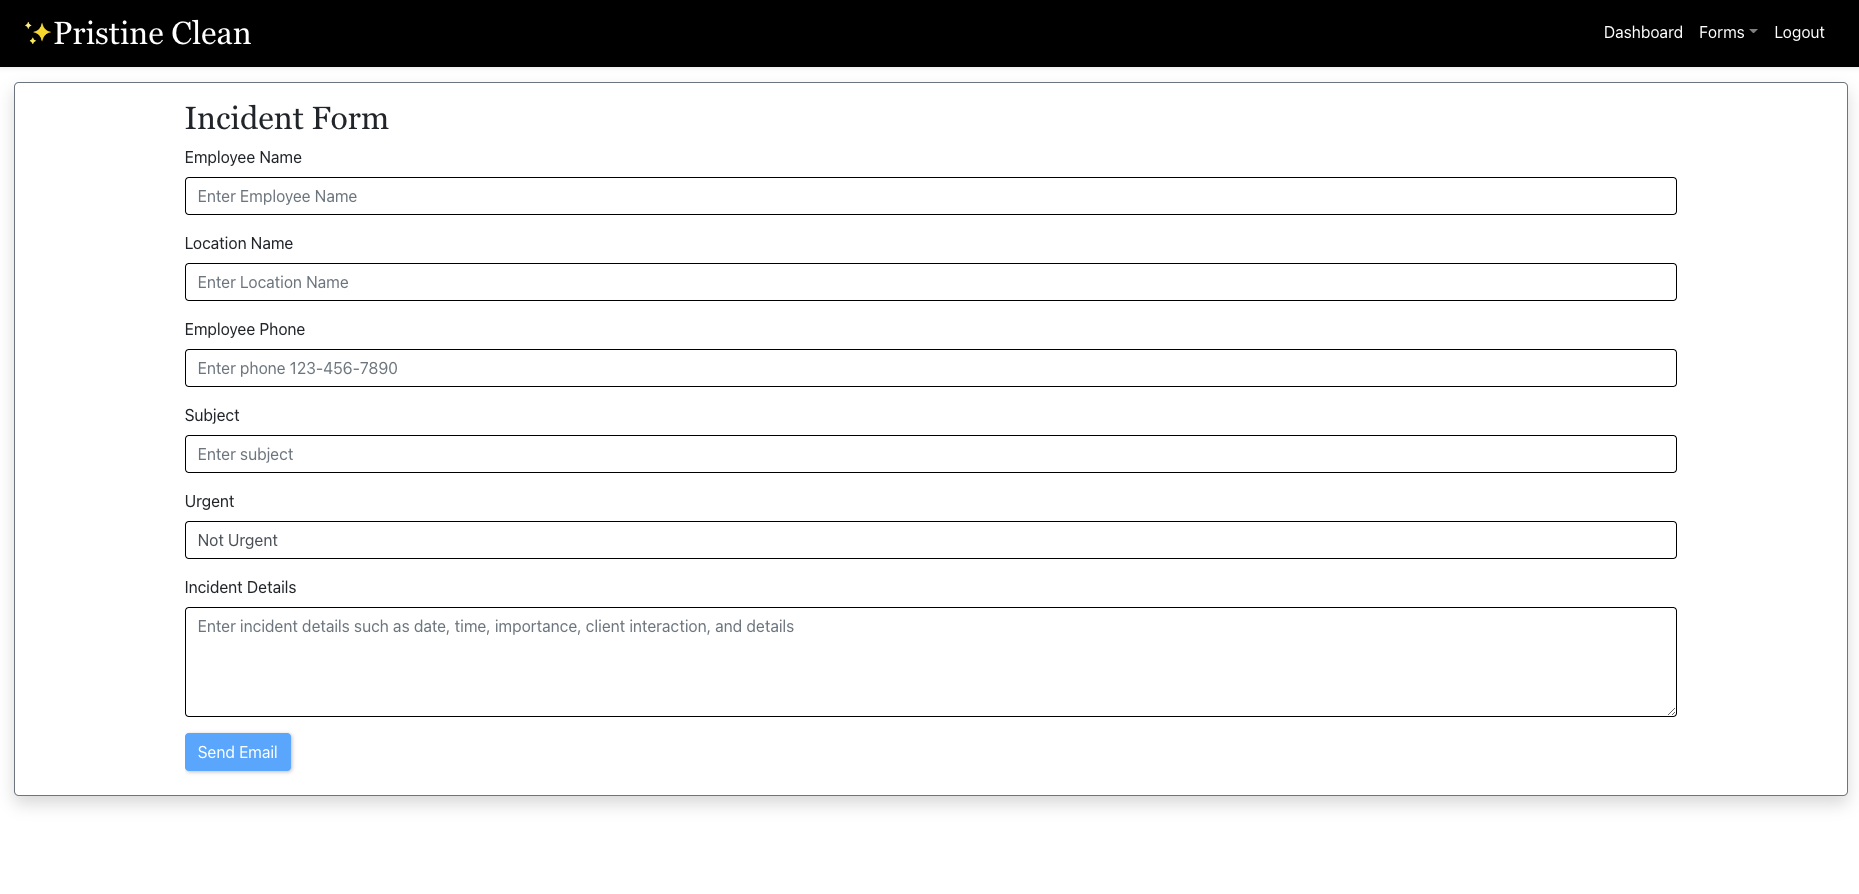 ✨Pristine Clean
Dashboard Forms Logout
Incident Form
Employee Name
Enter Employee Name
Location Name
Enter Location Name
Employee Phone
Enter phone 123-456-7890
Subject
Enter subject
Urgent
Not Urgent
Incident Details
Enter incident details such as date, time, importance, client interaction, and details
Send Email